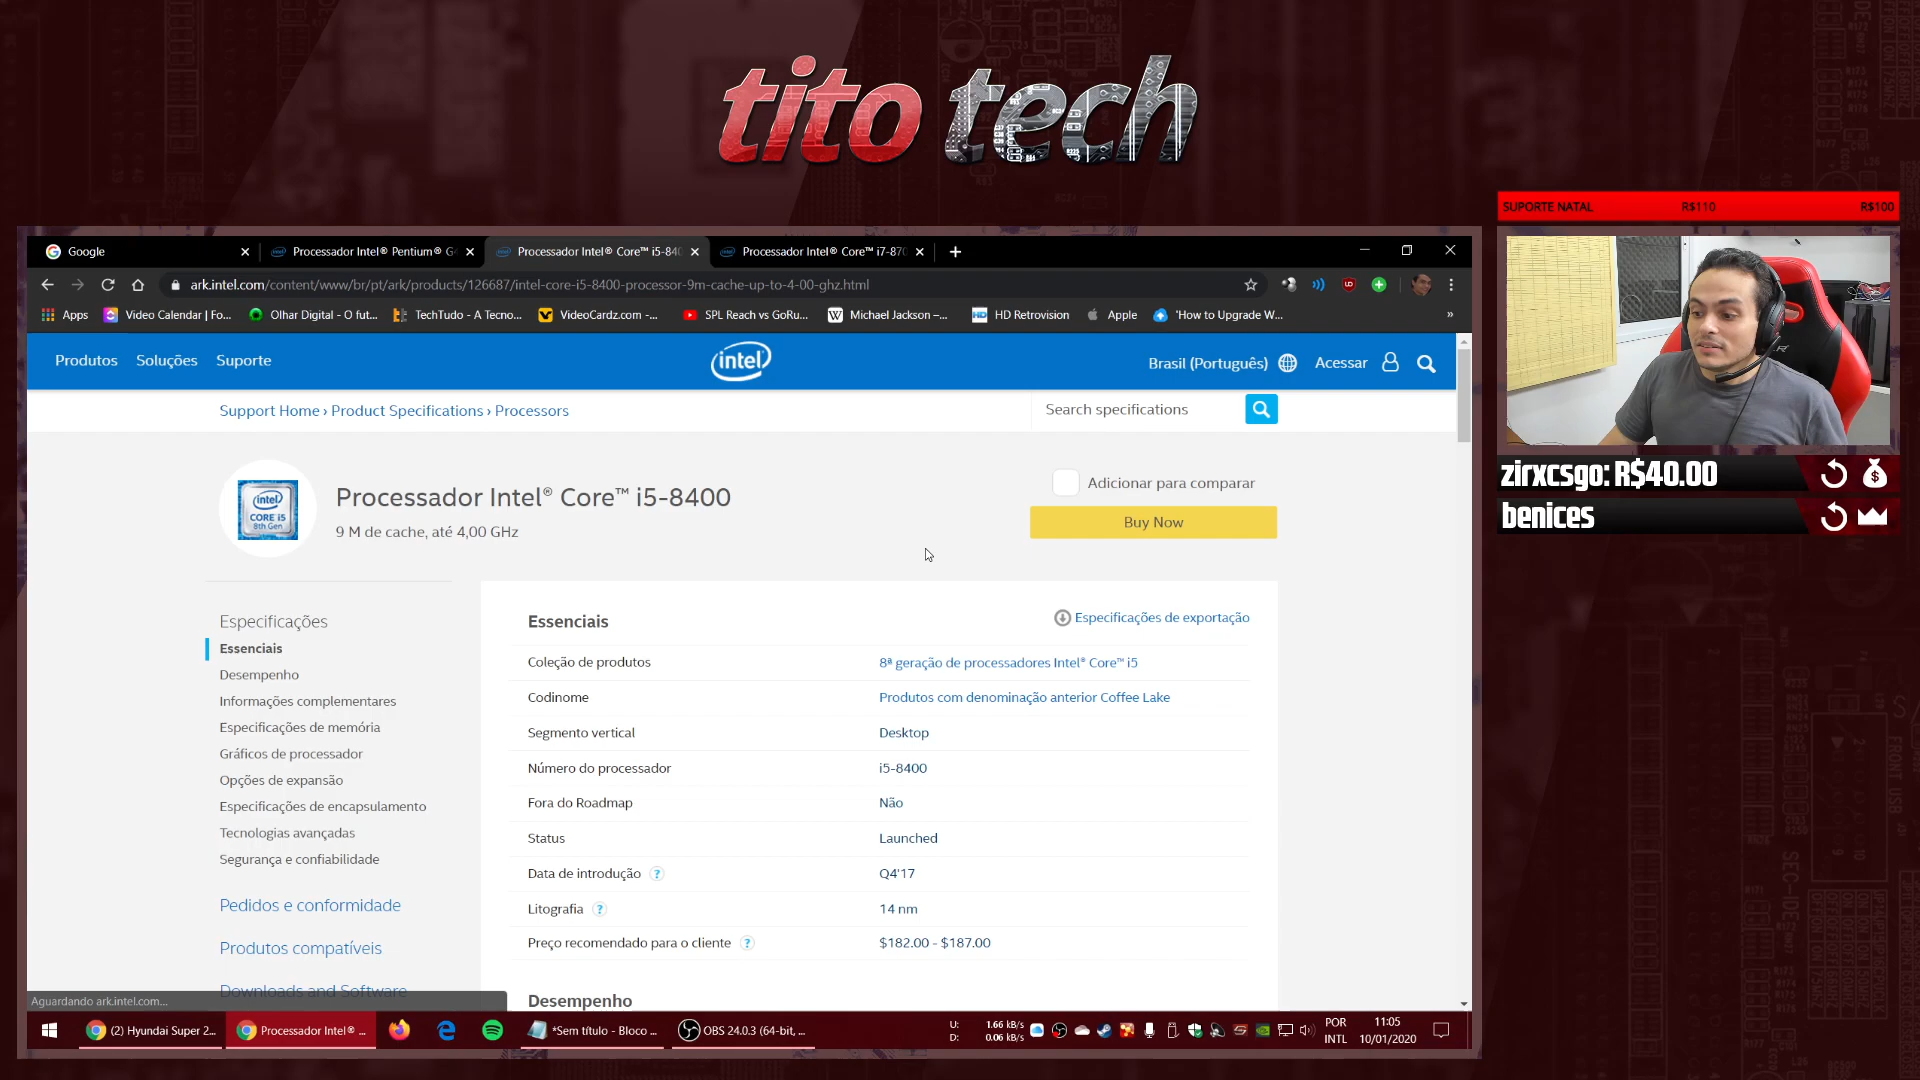 tito tech
SUPORTE NATAL R$110 R$100
Google
Processador Intel® Pentium® G
Processador Intel® Core™ i5-840
Processador Intel® Core™ i7-870
ark.intel.com/content/www/br/pt/ark/products/126687/intel-core-i5-8400-processor-9m-cache-up-to-4-00-ghz.html
Apps
Video Calendar | Fo...
Olhar Digital - O fut...
TechTudo - A Tecno...
VideoCardz.com -...
SPL Reach vs GoRu...
Michael Jackson –...
HD Retrovision
Apple
'How to Upgrade W...
»
Produtos Soluções Suporte
intel
Brasil (Português) Acessar
Support Home › Product Specifications › Processors
Search specifications
intel
CORE i5
8th Gen
Processador Intel® Core™ i5-8400
9 M de cache, até 4,00 GHz
Adicionar para comparar
Buy Now
zirxcsgo: R$40.00
benices
Especificações
Essenciais
Desempenho
Informações complementares
Especificações de memória
Gráficos de processador
Opções de expansão
Especificações de encapsulamento
Tecnologias avançadas
Segurança e confiabilidade
Pedidos e conformidade
Produtos compatíveis
Downloads and Software
Essenciais
Especificações de exportação
Coleção de produtos 8ª geração de processadores Intel® Core™ i5
Codinome Produtos com denominação anterior Coffee Lake
Segmento vertical Desktop
Número do processador i5-8400
Fora do Roadmap Não
Status Launched
Data de introdução ? Q4'17
Litografia ? 14 nm
Preço recomendado para o cliente ? $182.00 - $187.00
Desempenho
Aguardando ark.intel.com...
(2) Hyundai Super 2...
Processador Intel® ...
*Sem título - Bloco ...
OBS 24.0.3 (64-bit, ...
U: 1.66 kB/s
D: 0.06 kB/s
POR
INTL
11:05
10/01/2020